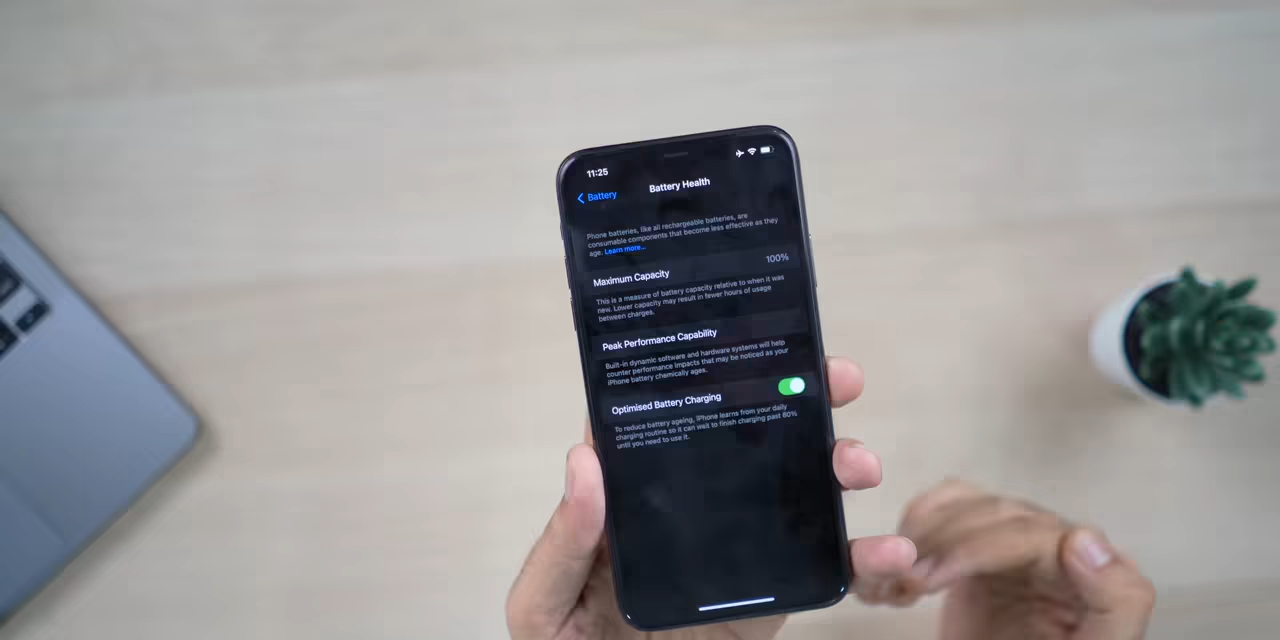 11:25
Battery
Battery Health
Phone batteries, like all rechargeable batteries, are
consumable components that become less effective as they
age. Learn more...
Maximum Capacity 100%
This is a measure of battery capacity relative to when it was
new. Lower capacity may result in fewer hours of usage
between charges.
Peak Performance Capability
Built-in dynamic software and hardware systems will help
counter performance impacts that may be noticed as your
iPhone battery chemically ages.
Optimised Battery Charging
To reduce battery ageing, iPhone learns from your daily
charging routine so it can wait to finish charging past 80%
until you need to use it.